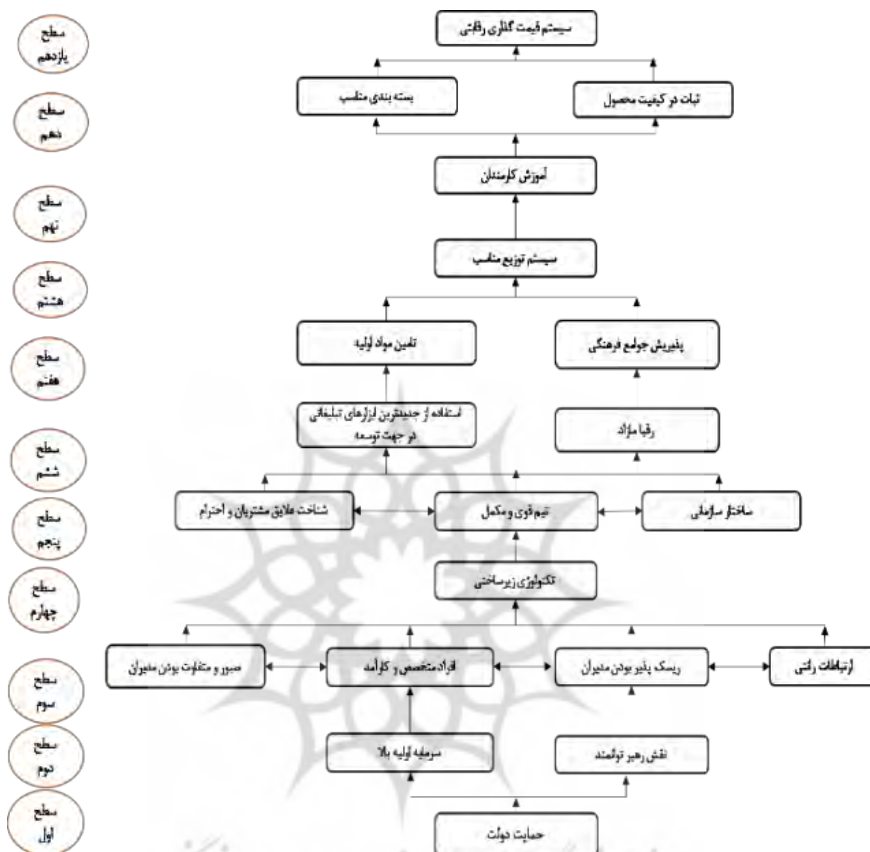 سطح
یازدهم
سیستم قیمت گذاری رقابتی
سطح
دهم
ثبات در کیفیت محصول
بسته بندی مناسب
سطح
نهم
آموزش کارمندان
سطح
هشتم
سیستم توزیع مناسب
سطح
هفتم
پذیریش جوامع فرهنگی
تامین مواد اولیه
سطح
ششم
رقبا مازاد
استفاده از جدیدترین ابزارهای تبلیغاتی
در جهت توسعه
سطح
پنجم
ساختار سازمانی
تیم قوی و مکمل
شناخت علایق مشتریان و احترام
سطح
چهارم
تکنولوژی زیرساختی
سطح
سوم
ارتباطات رانتی
ریسک پذیر بودن مدیران
افراد متخصص و کارآمد
صبور و متفاوت بودن مدیران
سطح
دوم
نقش رهبر توانمند
سرمایه اولیه بالا
سطح
اول
حمایت دولت